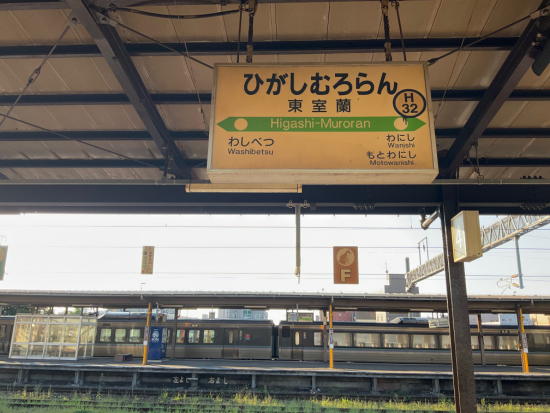 ひがしむろらん
東室蘭
H
32
Higashi-Muroran
わしべつ
Washibetsu
わにし
Wanishi
もとわにし
Motowanishi
F